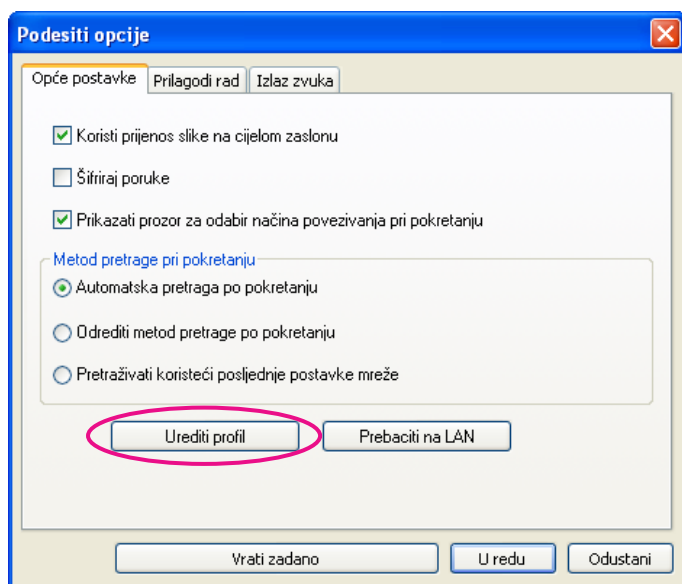 Podesiti opcije
Opće postavke Prilagodi rad Izlaz zvuka
Koristi prijenos slike na cijelom zaslonu
Šifriraj poruke
Prikazati prozor za odabir načina povezivanja pri pokretanju
Metod pretrage pri pokretanju
Automatska pretraga po pokretanju
Odrediti metod pretrage po pokretanju
Pretraživati koristeći posljednje postavke mreže
Urediti profil Prebaciti na LAN
Vrati zadano U redu Odustani